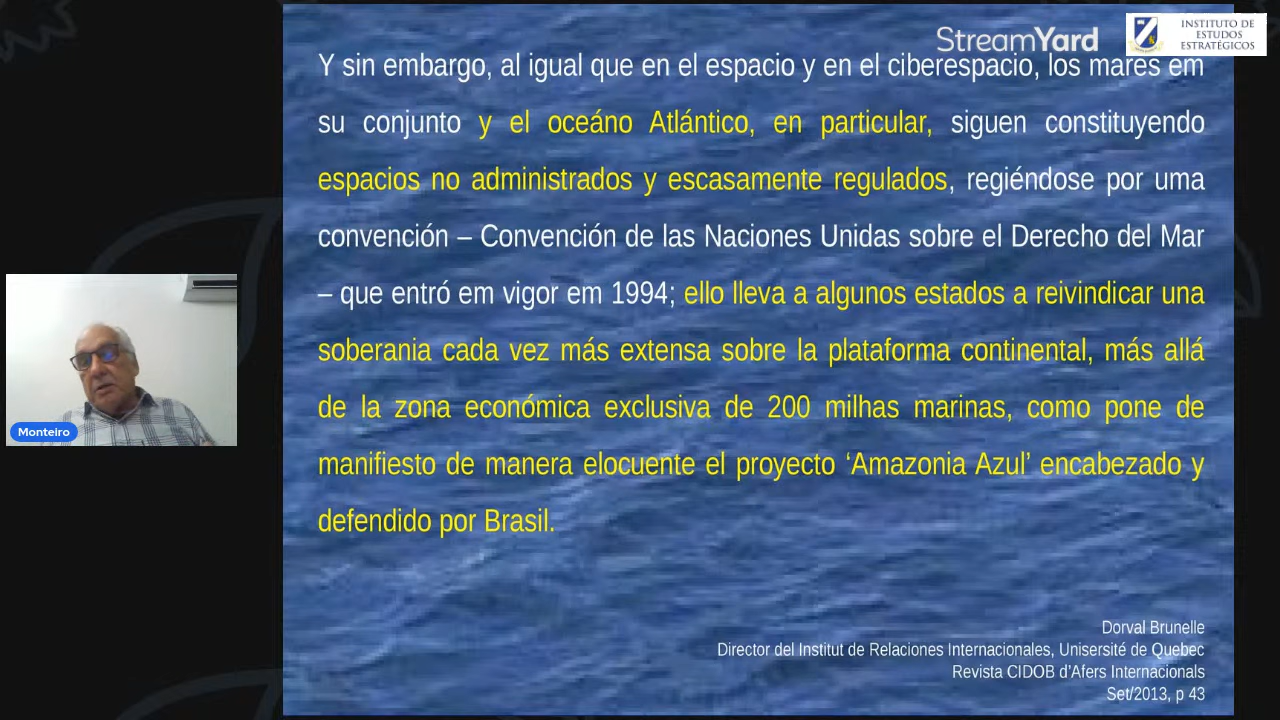 StreamYard
INSTITUTO DE
ESTUDOS
ESTRATÉGICOS
Y sin embargo, al igual que en el espacio y en el ciberespacio, los mares em
su conjunto y el oceáno Atlántico, en particular, siguen constituyendo
espacios no administrados y escasamente regulados, regiéndose por uma
convención – Convención de las Naciones Unidas sobre el Derecho del Mar
– que entró em vigor em 1994; ello lleva a algunos estados a reivindicar una
soberania cada vez más extensa sobre la plataforma continental, más allá
de la zona económica exclusiva de 200 milhas marinas, como pone de
manifiesto de manera elocuente el proyecto ‘Amazonia Azul’ encabezado y
defendido por Brasil.
Monteiro
Dorval Brunelle
Director del Institut de Relaciones Internacionales, Unisersité de Quebec
Revista CIDOB d’Afers Internacionals
Set/2013, p 43